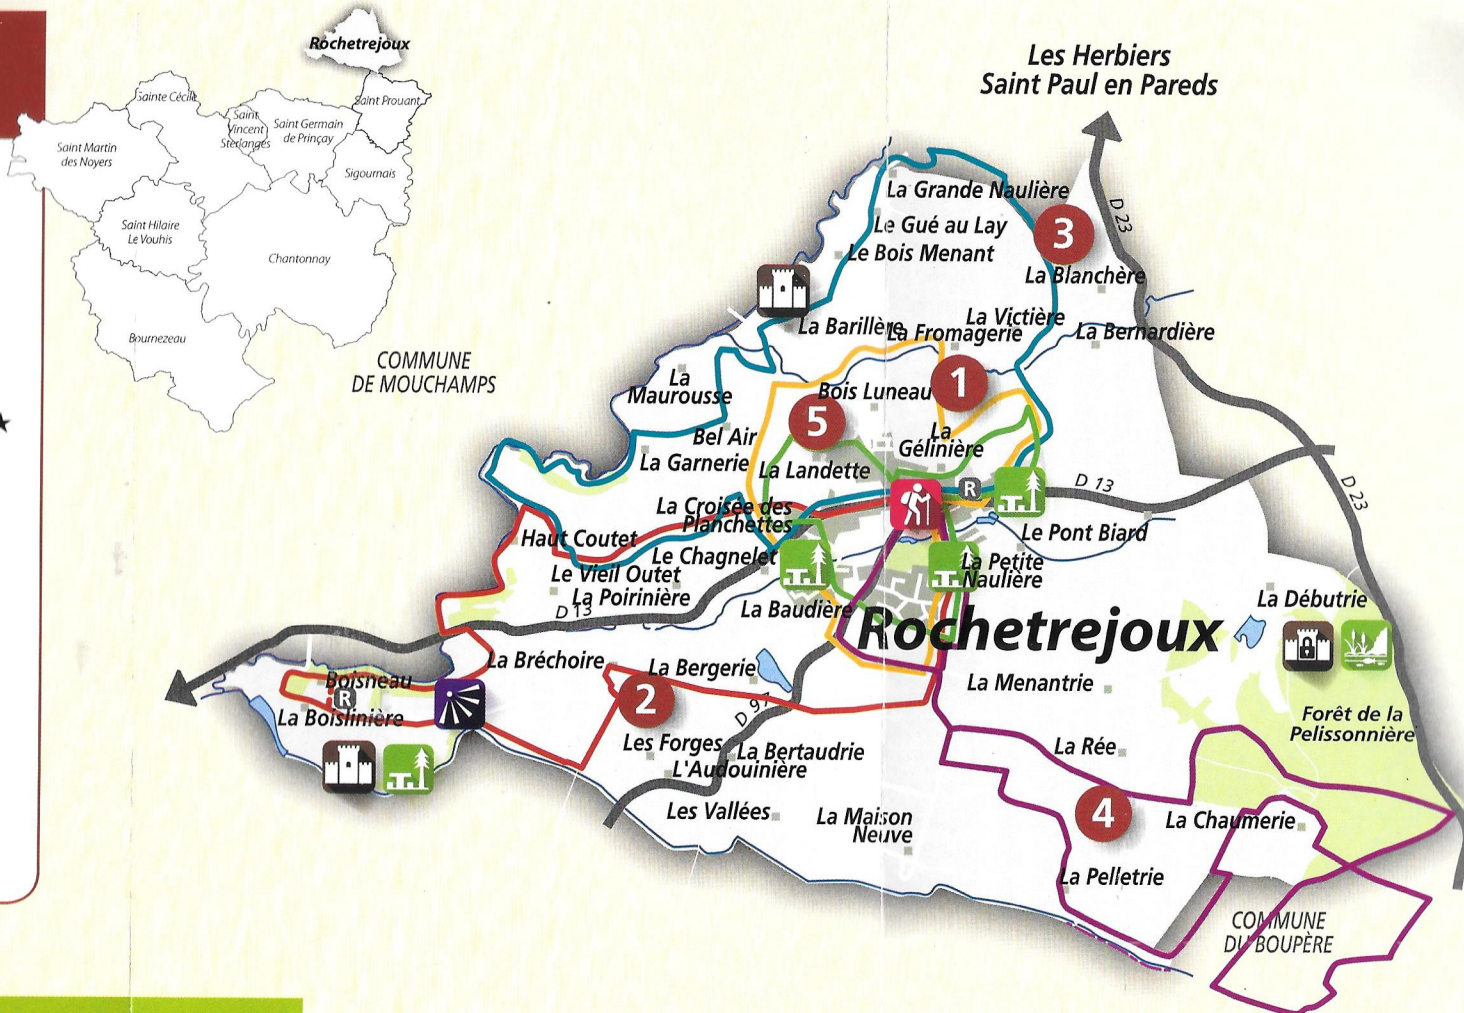 Rochetrejoux
Sainte Cécile
Saint Prouant
Saint
Vincent
Sterlanges
Saint Germain
de Prinçay
Saint Martin
des Noyers
Sigournais
Saint Hilaire
Le Vouhis
Chantonnay
Bournezeau
COMMUNE
DE MOUCHAMPS
Les Herbiers
Saint Paul en Pareds
D 23
La Grande Naulière
3
Le Gué au Lay
Le Bois Menant
La Blanchère
La Victière
La Barillère
La Fromagerie
La Bernardière
La
Maurousse
Bois Luneau
1
5
Bel Air
La
Gélinière
La Garnerie
La Landette
R
D 13
D 23
La Croisée des
Planchettes
Haut Coutet
Le Pont Biard
Le Chagnelet
La Petite
Naulière
Le Vieil Outet
La Poirinière
D 13
La Baudière
La Débutrie
Rochetrejoux
La Bréchoire
La Bergerie
Boisneau
R
La Menantrie
2
D 97
La Boislinière
Forêt de la
Pelissonnière
Les Forges
La Bertaudrie
La Rée
L'Audouinière
Les Vallées
La Maison
Neuve
4
La Chaumerie
La Pelletrie
COMMUNE
DU BOUPÈRE